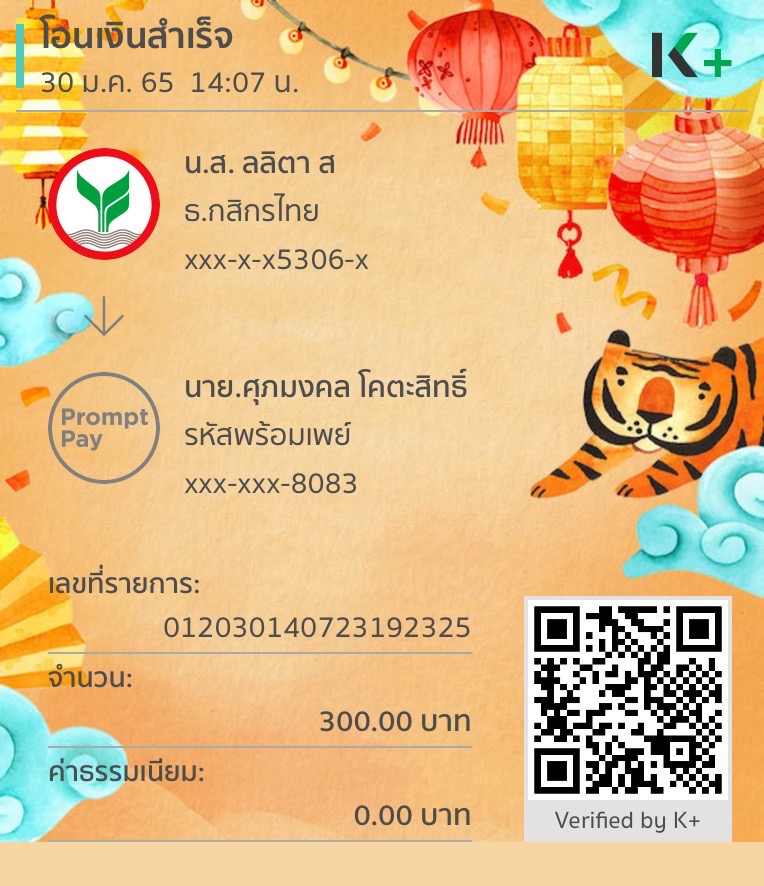 โอนเงินสำเร็จ
30 ม.ค. 65 14:07 น.
K+
น.ส. ลลิตา ส
ธ.กสิกรไทย
xxx-x-x5306-x
นาย.ศุภมงคล โคตะสิทธิ์
Prompt
Pay
รหัสพร้อมเพย์
xxx-xxx-8083
เลขที่รายการ:
012030140723192325
จำนวน:
300.00 บาท
ค่าธรรมเนียม:
0.00 บาท
Verified by K+